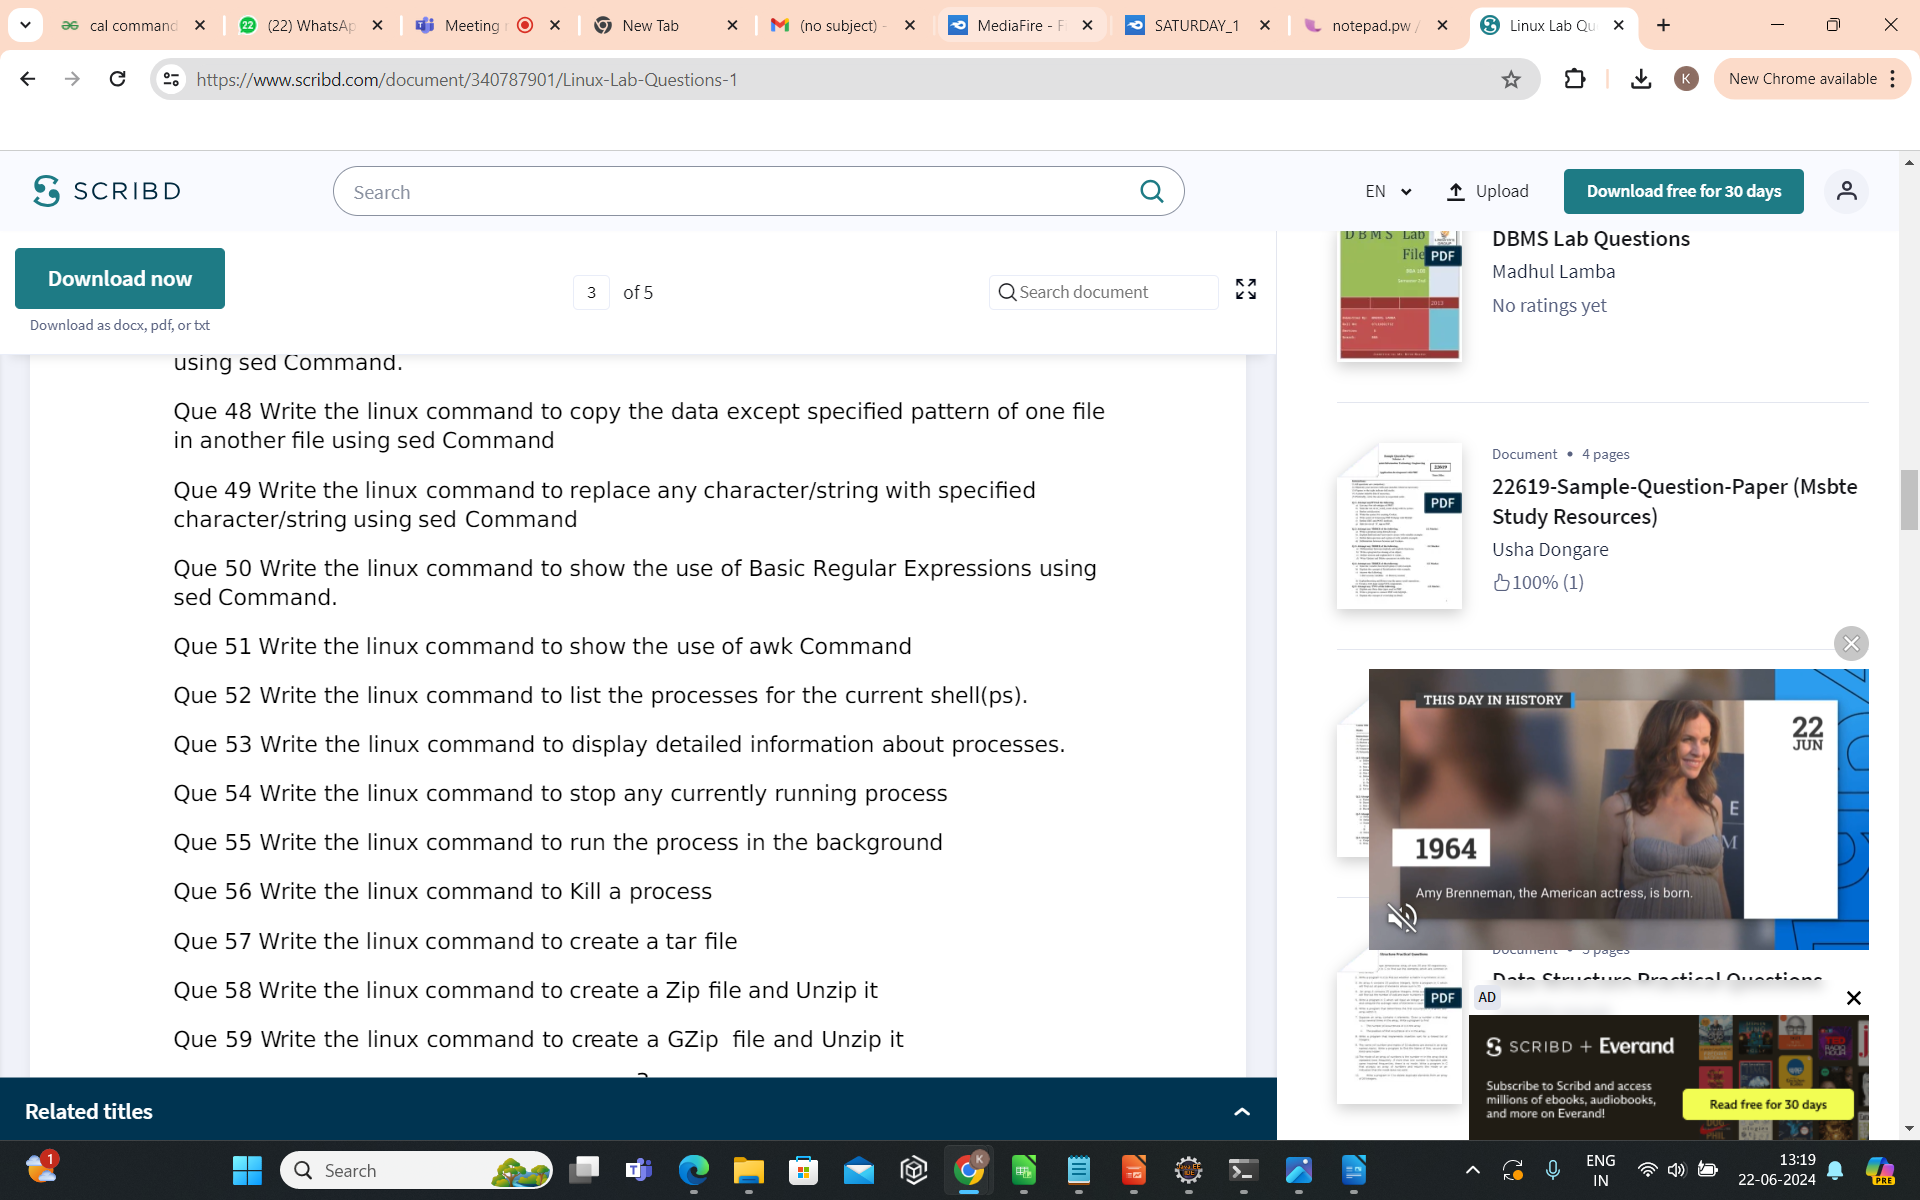 cal command
(22) WhatsAp
Meeting
New Tab
(no subject) -
MediaFire - F
SATURDAY_1
notepad.pw /
Linux Lab Qu
https://www.scribd.com/document/340787901/Linux-Lab-Questions-1
K
New Chrome available
SCRIBD
Search
EN
Upload
Download free for 30 days
Download now
Download as docx, pdf, or txt
3 of 5
Search document
using sed Command.
Que 48 Write the linux command to copy the data except specified pattern of one file
in another file using sed Command
Que 49 Write the linux command to replace any character/string with specified
character/string using sed Command
Que 50 Write the linux command to show the use of Basic Regular Expressions using
sed Command.
Que 51 Write the linux command to show the use of awk Command
Que 52 Write the linux command to list the processes for the current shell(ps).
Que 53 Write the linux command to display detailed information about processes.
Que 54 Write the linux command to stop any currently running process
Que 55 Write the linux command to run the process in the background
Que 56 Write the linux command to Kill a process
Que 57 Write the linux command to create a tar file
Que 58 Write the linux command to create a Zip file and Unzip it
Que 59 Write the linux command to create a GZip  file and Unzip it
Related titles
DBMS Lab
File
PDF
DBMS Lab Questions
Madhul Lamba
No ratings yet
22619
PDF
Document • 4 pages
22619-Sample-Question-Paper (Msbte
Study Resources)
Usha Dongare
100% (1)
THIS DAY IN HISTORY
22
JUN
1964
Amy Brenneman, the American actress, is born.
PDF
Data Structure Practical Questions
AD
SCRIBD + Everand
Subscribe to Scribd and access
millions of ebooks, audiobooks,
and more on Everand!
Read free for 30 days
1
Search
K
ENG
IN
13:19
22-06-2024
PRE